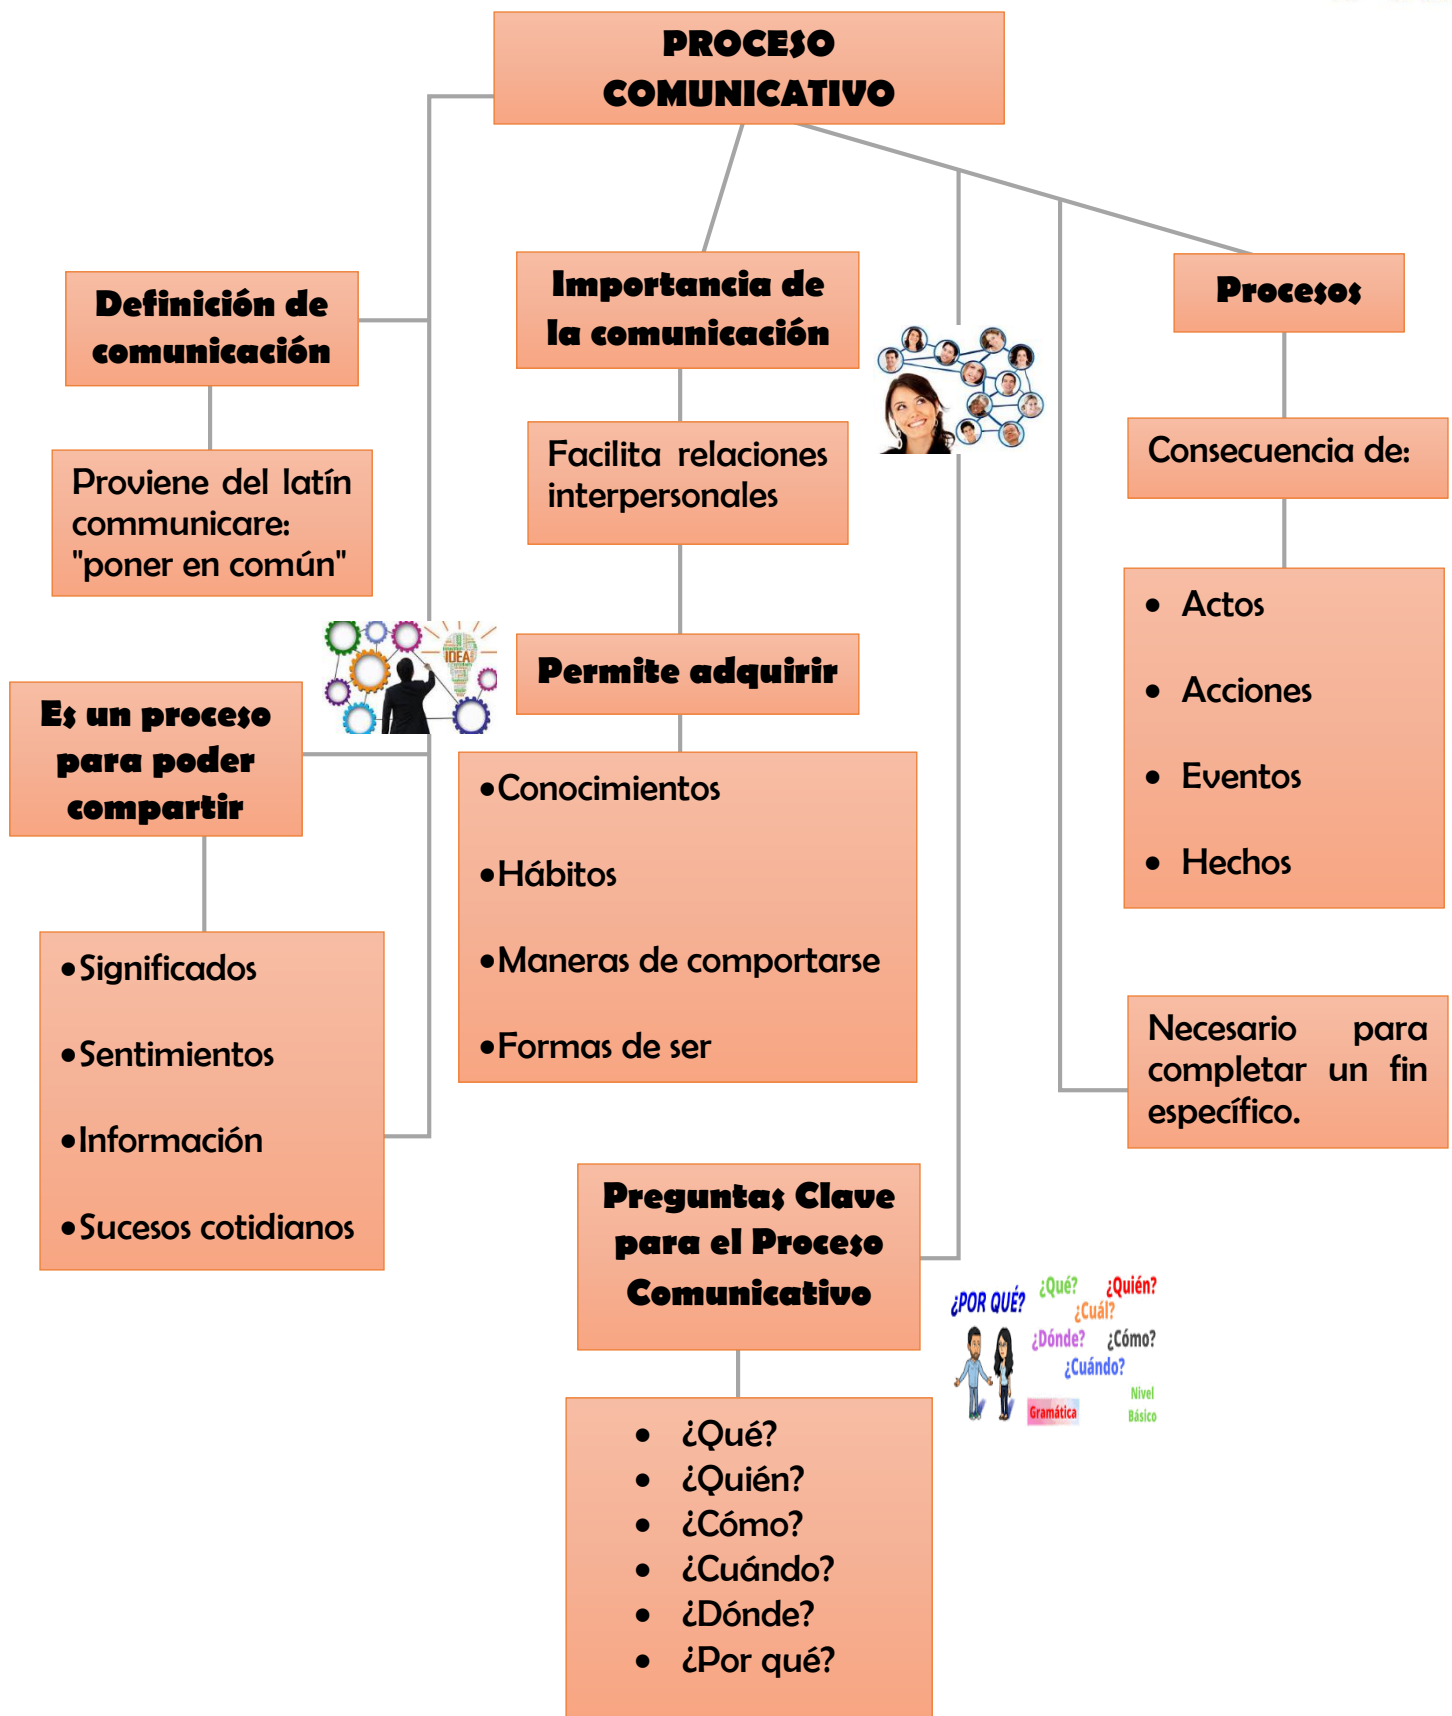 PROCESO
COMUNICATIVO
Definición de
comunicación
Proviene del latín
communicare:
"poner en común"
Es un proceso
para poder
compartir
•Significados
•Sentimientos
•Información
•Sucesos cotidianos
IDEA
Importancia de
la comunicación
Facilita relaciones
interpersonales
Permite adquirir
•Conocimientos
•Hábitos
•Maneras de comportarse
•Formas de ser
Procesos
Consecuencia de:
• Actos
• Acciones
• Eventos
• Hechos
Necesario para
completar un fin
específico.
Preguntas Clave
para el Proceso
Comunicativo
• ¿Qué?
• ¿Quién?
• ¿Cómo?
• ¿Cuándo?
• ¿Dónde?
• ¿Por qué?
¿POR QUÉ?
¿Qué? ¿Quién?
¿Cuál?
¿Dónde? ¿Cómo?
¿Cuándo?
Nivel
Básico
Gramática